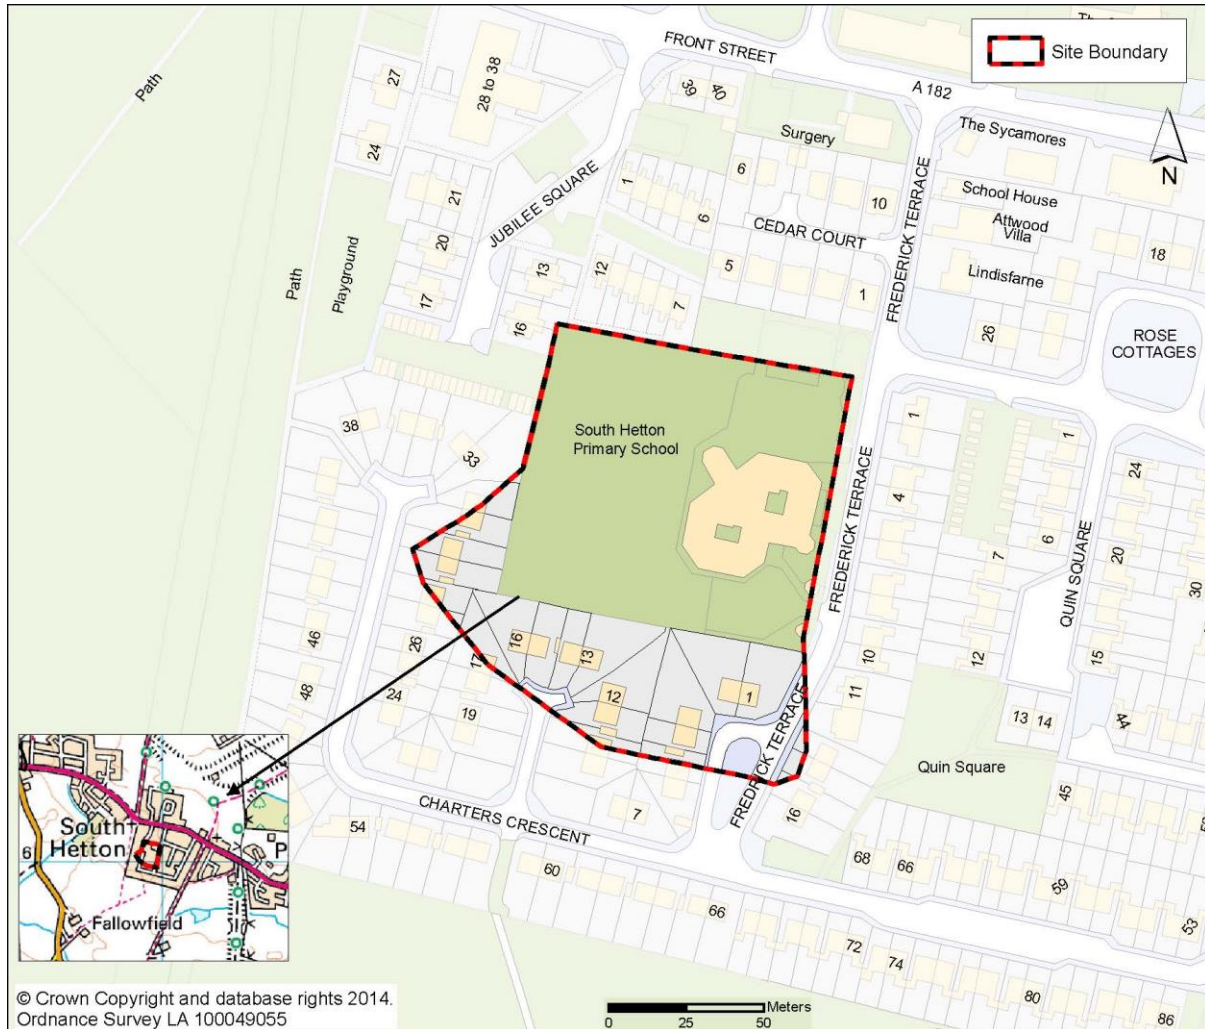 FRONT STREET
A 182
Site Boundary
N
Path
27
24
28 to 38
39
40
Surgery
The Sycamores
FREDERICK TERRACE
School House
Attwood
Villa
Lindisfarne
18
26
ROSE
COTTAGES
6
10
CEDAR COURT
5
1
1
6
JUBILEE SQUARE
21
20
17
Path
Playground
13
16
12
7
South Hetton
Primary School
FREDERICK TERRACE
1
4
10
11
1
6
7
12
QUIN SQUARE
24
20
30
15
13 14
44
38
33
46
48
26
24
17
19
16
13
12
1
FREDRICK TERRACE
16
7
Quin Square
45
CHARTERS CRESCENT
54
60
66
68
66
59
53
72
74
80
86
South
Hetton
Fallowfield
6
P
© Crown Copyright and database rights 2014.
Ordnance Survey LA 100049055
Meters
0 25 50